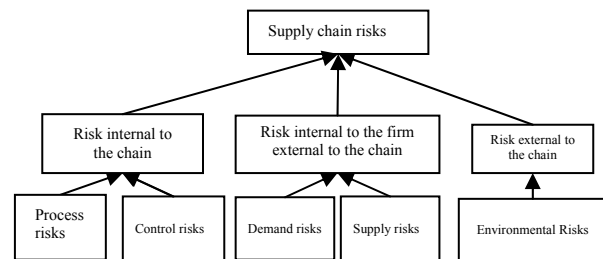 Supply chain risks
Risk internal to
the chain
Risk internal to the firm
external to the chain
Risk external to
the chain
Process
risks
Control risks
Demand risks
Supply risks
Environmental Risks